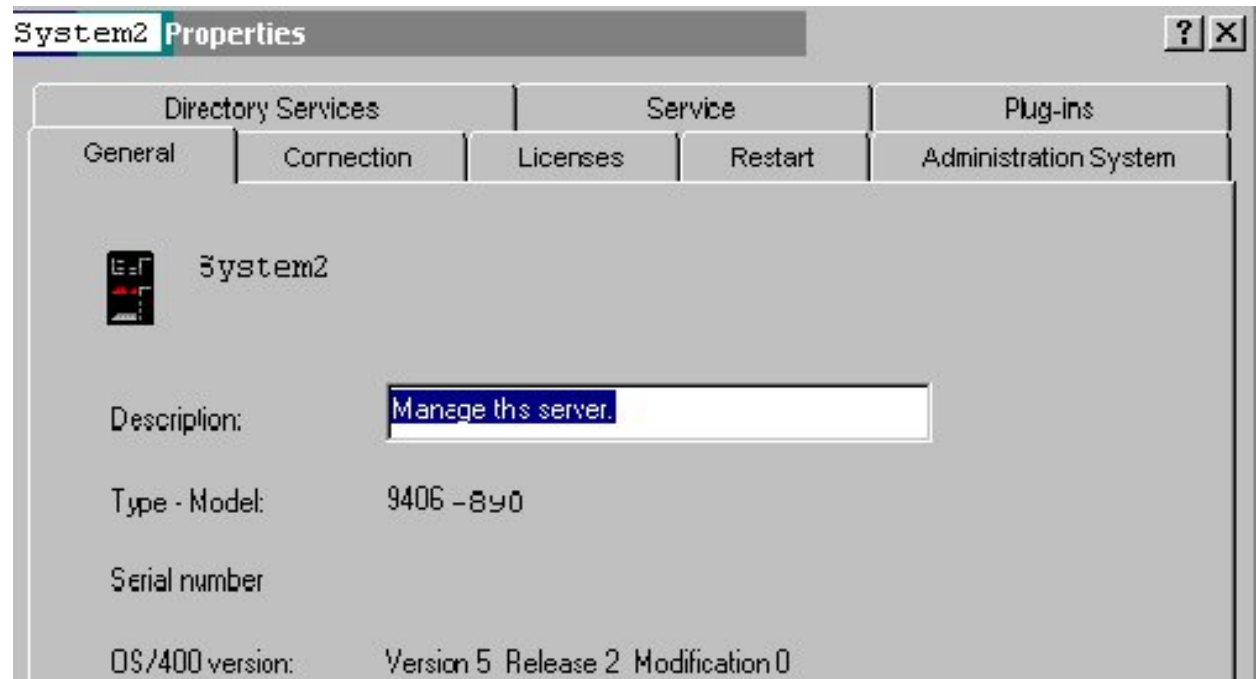 System2 Properties
Directory Services Service Plug-ins
General Connection Licenses Restart Administration System
System2
Description: Manage ths server.
Type - Model: 9406 -890
Serial number
OS/400 version: Version 5 Release 2 Modification 0